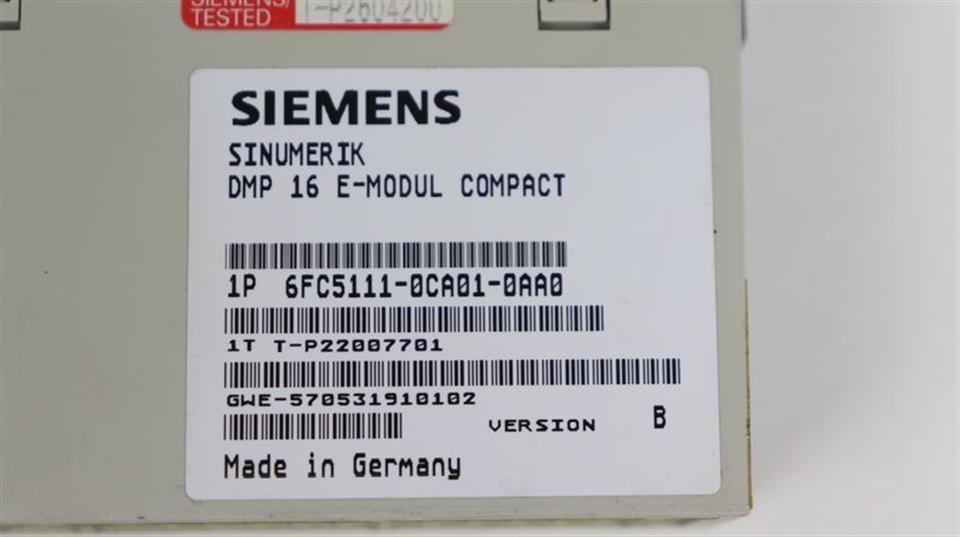 SIEMENS/
TESTED
T-P2604200
SIEMENS
SINUMERIK
DMP 16 E-MODUL COMPACT
1P 6FC5111-0CA01-0AA0
1T T-P22007701
GWE-570531910102
VERSION B
Made in Germany